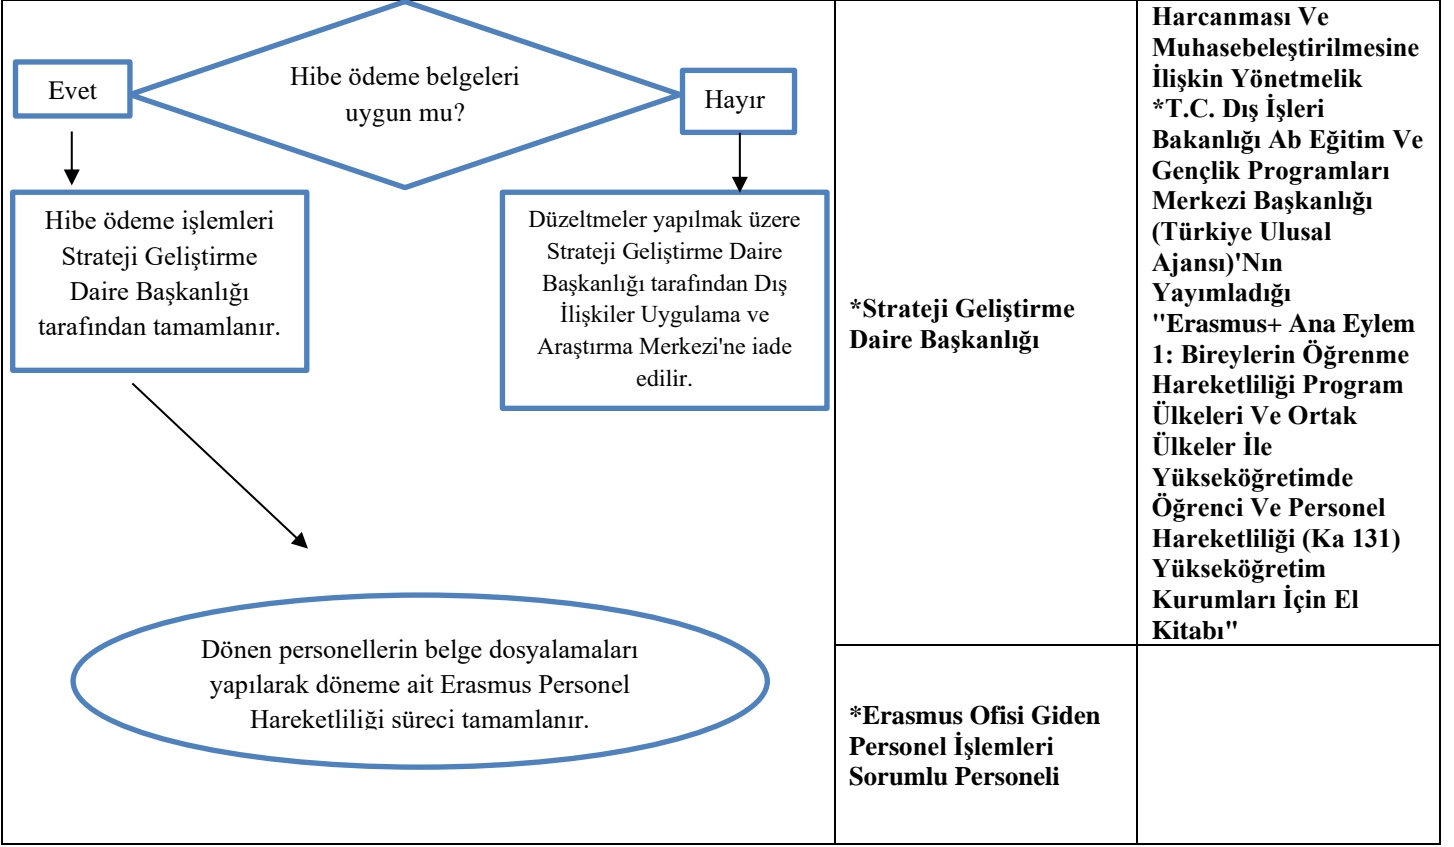 Evet
Hibe ödeme belgeleri
uygun mu?
Hayır
Hibe ödeme işlemleri
Strateji Geliştirme
Daire Başkanlığı
tarafından tamamlanır.
Düzeltmeler yapılmak üzere
Strateji Geliştirme Daire
Başkanlığı tarafından Dış
İlişkiler Uygulama ve
Araştırma Merkezi'ne iade
edilir.
Dönen personellerin belge dosyalamaları
yapılarak döneme ait Erasmus Personel
Hareketliliği süreci tamamlanır.
*Strateji Geliştirme
Daire Başkanlığı
Harcanması Ve
Muhasebeleştirilmesine
İlişkin Yönetmelik
*T.C. Dış İşleri
Bakanlığı Ab Eğitim Ve
Gençlik Programları
Merkezi Başkanlığı
(Türkiye Ulusal
Ajansı)'Nın
Yayımladığı
"Erasmus+ Ana Eylem
1: Bireylerin Öğrenme
Hareketliliği Program
Ülkeleri Ve Ortak
Ülkeler İle
Yükseköğretimde
Öğrenci Ve Personel
Hareketliliği (Ka 131)
Yükseköğretim
Kurumları İçin El
Kitabı"
*Erasmus Ofisi Giden
Personel İşlemleri
Sorumlu Personeli